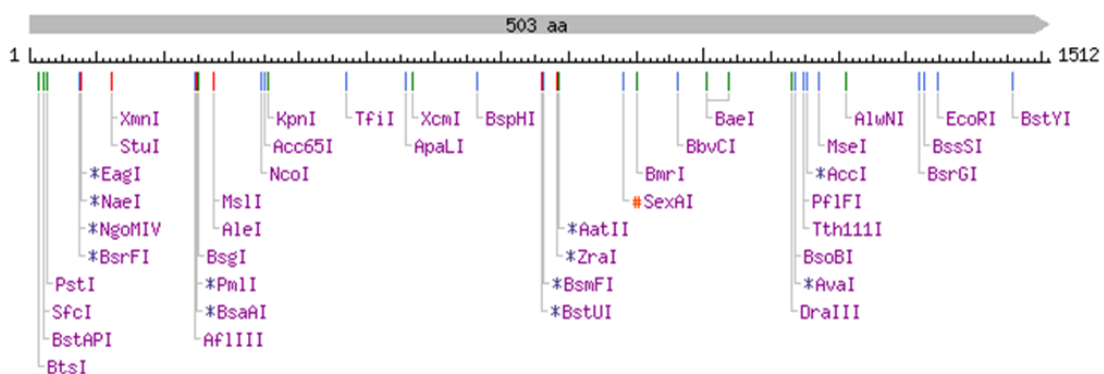 503 aa
1 1512
XmnI KpnI TfiI XcmI BspHI BaeI AlwNI EcoRI BstYI
StuI Acc65I ApaLI BbvCI MseI BssSI
*EagI NcoI BmrI *AccI BsrGI
*NaeI MslI #SexAI PflFI
*NgoMIV AleI *AatII Tth111I
*BsrFI BsgI *ZraI BsoBI
PstI *PmlI *BsmFI *AvaI
SfcI *BsaAI *BstUI DraIII
BstAPI AflIII
BtsI